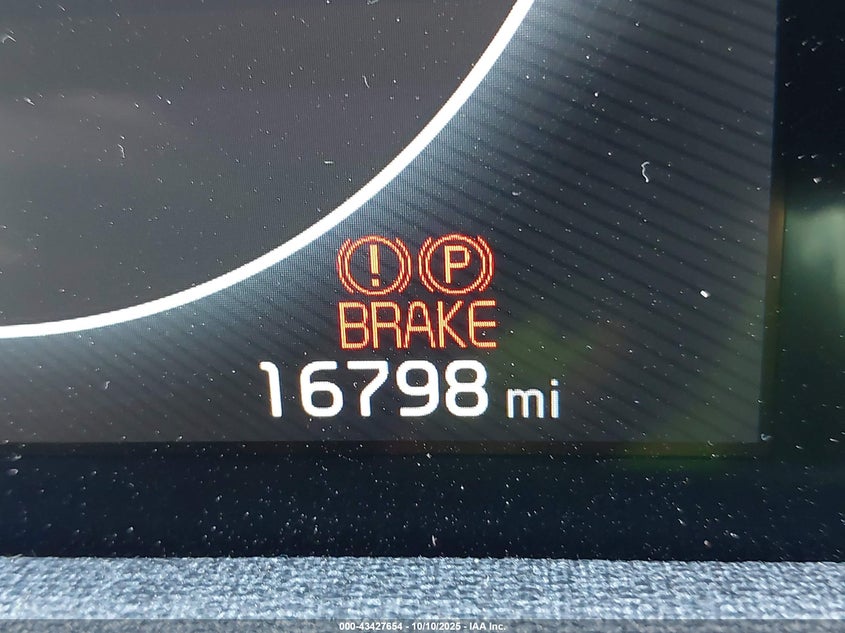 ! P
BRAKE
16798 mi
000-43427654 - 10/10/2025 - IAA Inc.